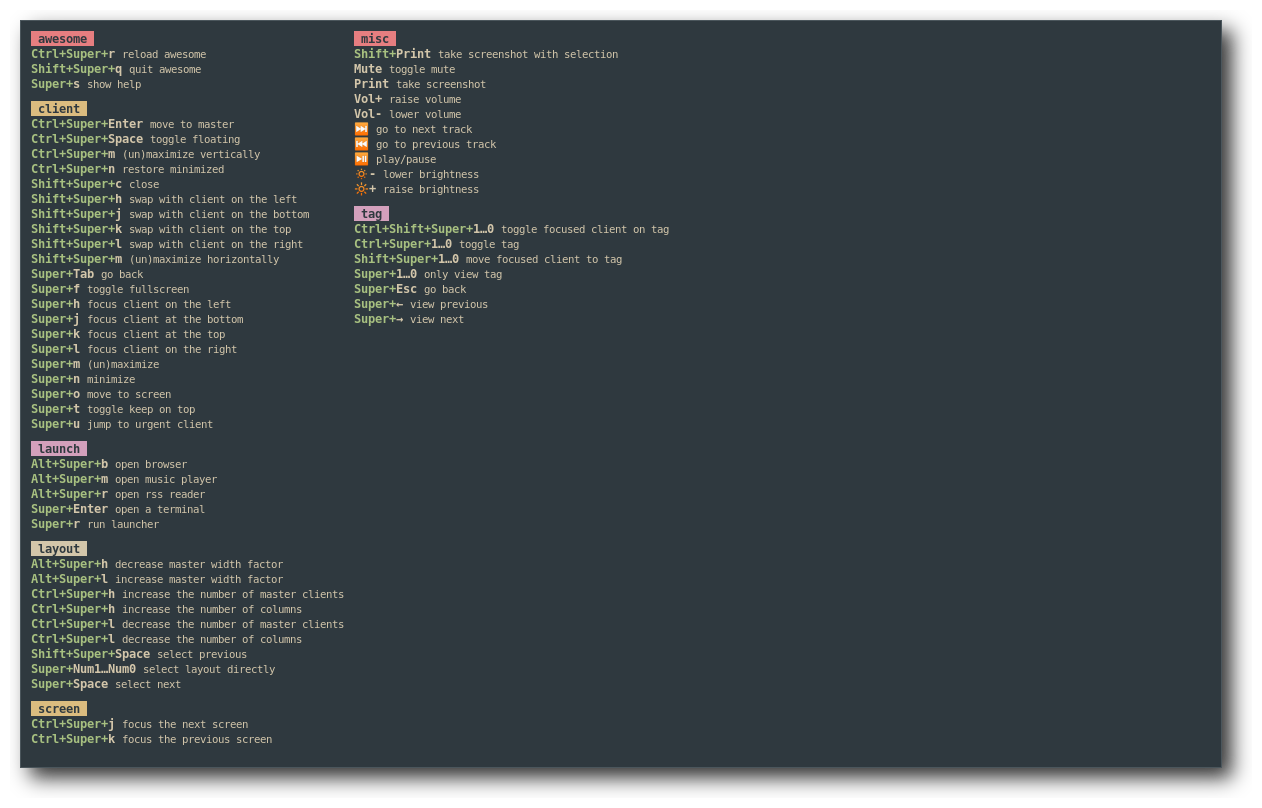 awesome
Ctrl+Super+r reload awesome
Shift+Super+q quit awesome
Super+s show help
client
Ctrl+Super+Enter move to master
Ctrl+Super+Space toggle floating
Ctrl+Super+m (un)maximize vertically
Ctrl+Super+n restore minimized
Shift+Super+c close
Shift+Super+h swap with client on the left
Shift+Super+j swap with client on the bottom
Shift+Super+k swap with client on the top
Shift+Super+l swap with client on the right
Shift+Super+m (un)maximize horizontally
Super+Tab go back
Super+f toggle fullscreen
Super+h focus client on the left
Super+j focus client at the bottom
Super+k focus client at the top
Super+l focus client on the right
Super+m (un)maximize
Super+n minimize
Super+o move to screen
Super+t toggle keep on top
Super+u jump to urgent client
launch
Alt+Super+b open browser
Alt+Super+m open music player
Alt+Super+r open rss reader
Super+Enter open a terminal
Super+r run launcher
layout
Alt+Super+h decrease master width factor
Alt+Super+l increase master width factor
Ctrl+Super+h increase the number of master clients
Ctrl+Super+h increase the number of columns
Ctrl+Super+l decrease the number of master clients
Ctrl+Super+l decrease the number of columns
Shift+Super+Space select previous
Super+Num1…Num0 select layout directly
Super+Space select next
screen
Ctrl+Super+j focus the next screen
Ctrl+Super+k focus the previous screen
misc
Shift+Print take screenshot with selection
Mute toggle mute
Print take screenshot
Vol+ raise volume
Vol- lower volume
⏭ go to next track
⏮ go to previous track
⏯ play/pause
🔅- lower brightness
🔆+ raise brightness
tag
Ctrl+Shift+Super+1…0 toggle focused client on tag
Ctrl+Super+1…0 toggle tag
Shift+Super+1…0 move focused client to tag
Super+1…0 only view tag
Super+Esc go back
Super+← view previous
Super+→ view next